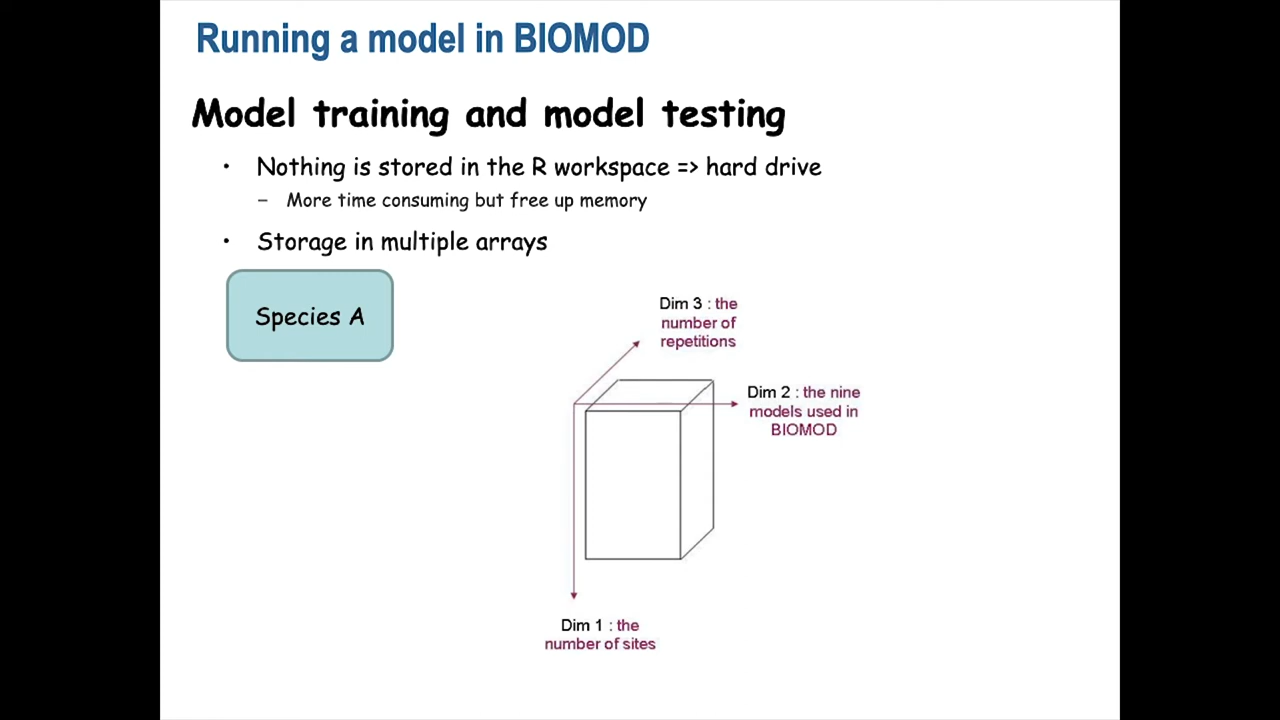 Running a model in BIOMOD
Model training and model testing
• Nothing is stored in the R workspace => hard drive
– More time consuming but free up memory
• Storage in multiple arrays
Species A
Dim 3 : the
number of
repetitions
Dim 2 : the nine
models used in
BIOMOD
Dim 1 : the
number of sites